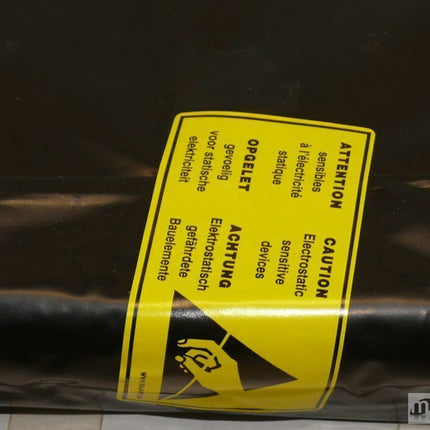 ATTENTION
sensibles
à l'électricité
statique
OPGELET
gevoelig
voor statische
elektriciteit
CAUTION
Electrostatic
sensitive
devices
ACHTUNG
Elektrostatisch
gefährdete
Bauelemente